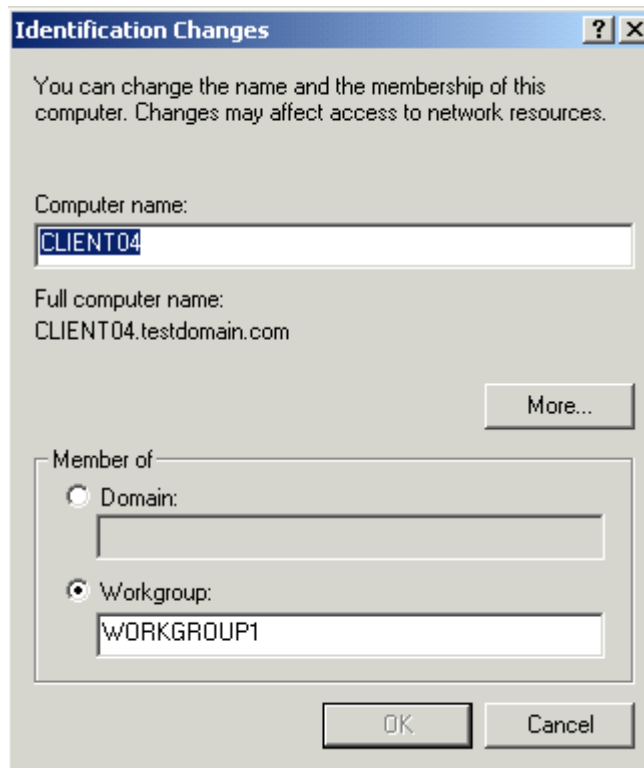 Identification Changes
You can change the name and the membership of this
computer. Changes may affect access to network resources.
Computer name:
CLIENT04
Full computer name:
CLIENT04.testdomain.com
More...
Member of
Domain:
Workgroup:
WORKGROUP1
OK
Cancel